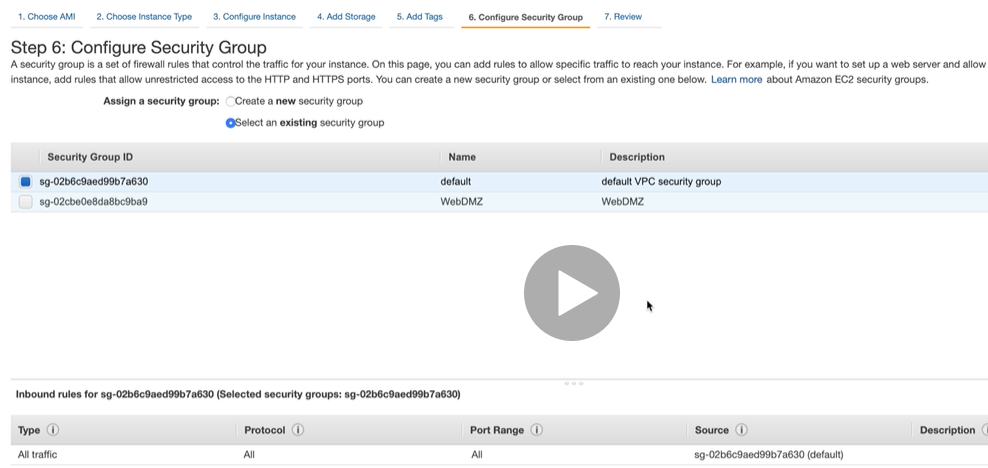 1. Choose AMI 2. Choose Instance Type 3. Configure Instance 4. Add Storage 5. Add Tags 6. Configure Security Group 7. Review
Step 6: Configure Security Group
A security group is a set of firewall rules that control the traffic for your instance. On this page, you can add rules to allow specific traffic to reach your instance. For example, if you want to set up a web server and allow
instance, add rules that allow unrestricted access to the HTTP and HTTPS ports. You can create a new security group or select from an existing one below. Learn more about Amazon EC2 security groups.
Assign a security group: Create a new security group
Select an existing security group
Security Group ID Name Description
sg-02b6c9aed99b7a630 default default VPC security group
sg-02cbe0e8da8bc9ba9 WebDMZ WebDMZ
Inbound rules for sg-02b6c9aed99b7a630 (Selected security groups: sg-02b6c9aed99b7a630)
Type Protocol Port Range Source Description
All traffic All All sg-02b6c9aed99b7a630 (default)